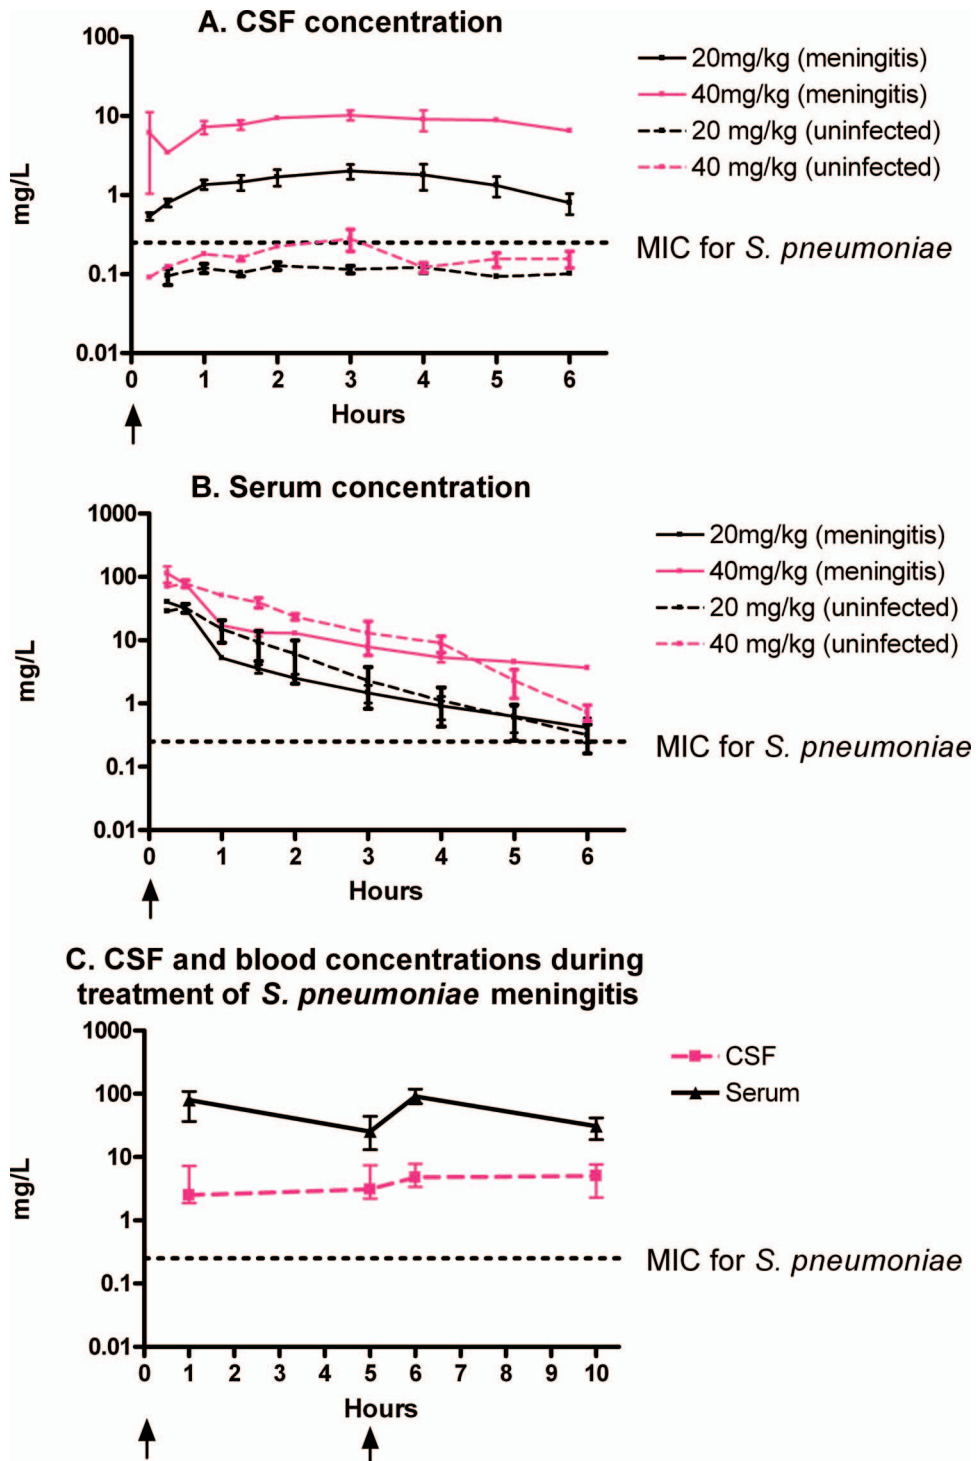 A. CSF concentration
100
10
1
0.1
0.01
mg/L
0 1 2 3 4 5 6
Hours
20mg/kg (meningitis)
40mg/kg (meningitis)
20 mg/kg (uninfected)
40 mg/kg (uninfected)
MIC for S. pneumoniae
B. Serum concentration
1000
100
10
1
0.1
0.01
mg/L
0 1 2 3 4 5 6
Hours
20mg/kg (meningitis)
40mg/kg (meningitis)
20 mg/kg (uninfected)
40 mg/kg (uninfected)
MIC for S. pneumoniae
C. CSF and blood concentrations during
treatment of S. pneumoniae meningitis
1000
100
10
1
0.1
0.01
mg/L
0 1 2 3 4 5 6 7 8 9 10
Hours
CSF
Serum
MIC for S. pneumoniae